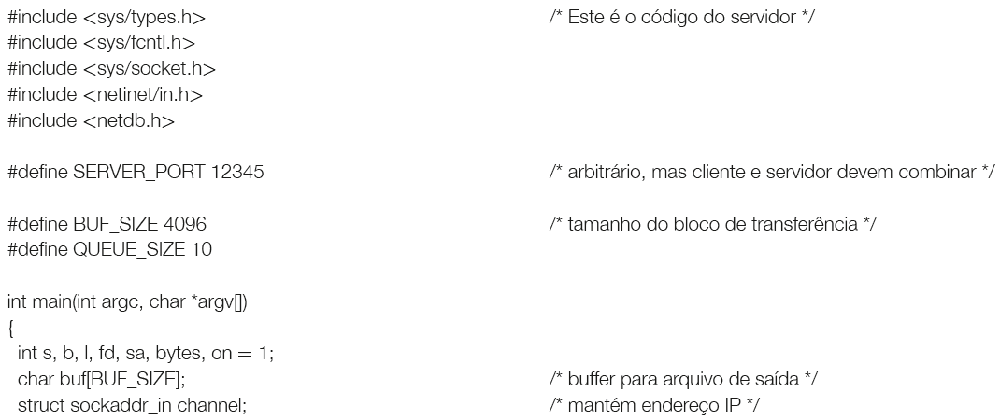 #include <sys/types.h> /* Este é o código do servidor */
#include <sys/fcntl.h>
#include <sys/socket.h>
#include <netinet/in.h>
#include <netdb.h>
#define SERVER_PORT 12345 /* arbitrário, mas cliente e servidor devem combinar */
#define BUF_SIZE 4096 /* tamanho do bloco de transferência */
#define QUEUE_SIZE 10
int main(int argc, char *argv[])
{
int s, b, l, fd, sa, bytes, on = 1;
char buf[BUF_SIZE]; /* buffer para arquivo de saída */
struct sockaddr_in channel; /* mantém endereço IP */